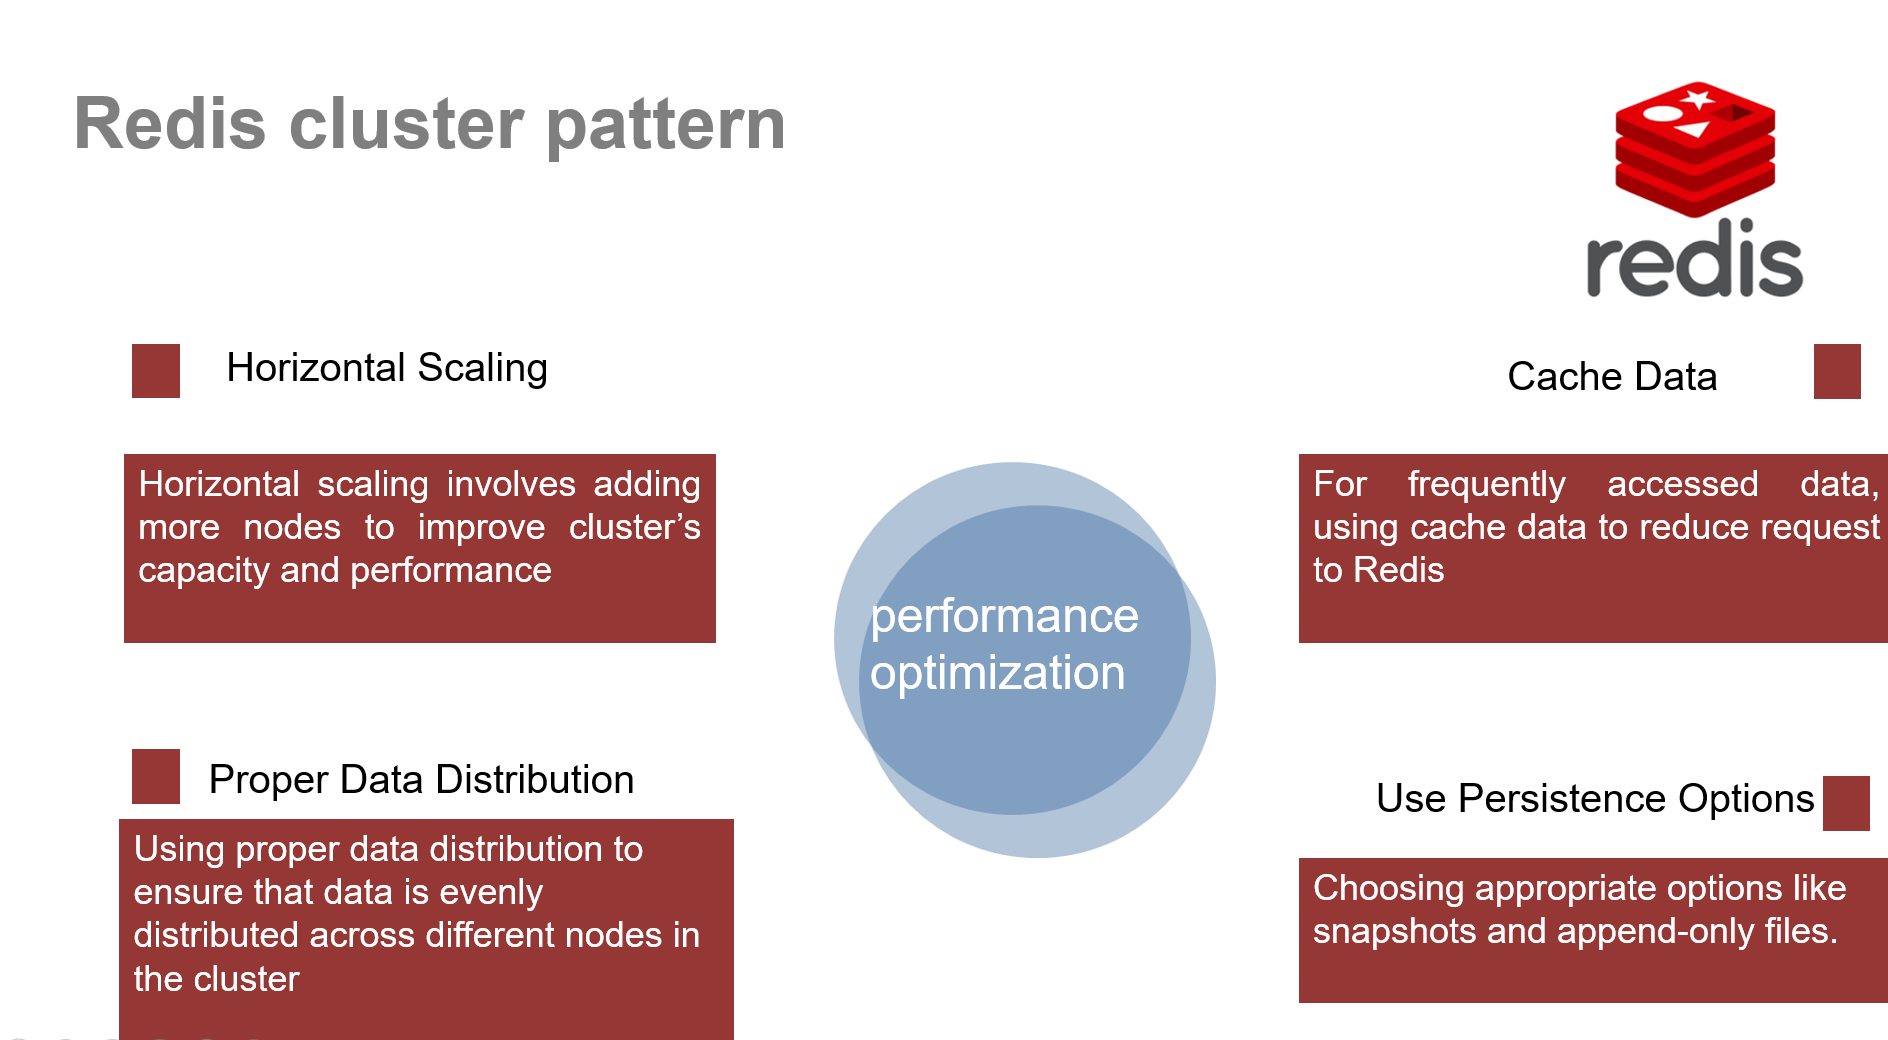 Redis cluster pattern
redis
Horizontal Scaling
Horizontal scaling involves adding
more nodes to improve cluster’s
capacity and performance
Proper Data Distribution
Using proper data distribution to
ensure that data is evenly
distributed across different nodes in
the cluster
performance
optimization
Cache Data
For frequently accessed data,
using cache data to reduce request
to Redis
Use Persistence Options
Choosing appropriate options like
snapshots and append-only files.